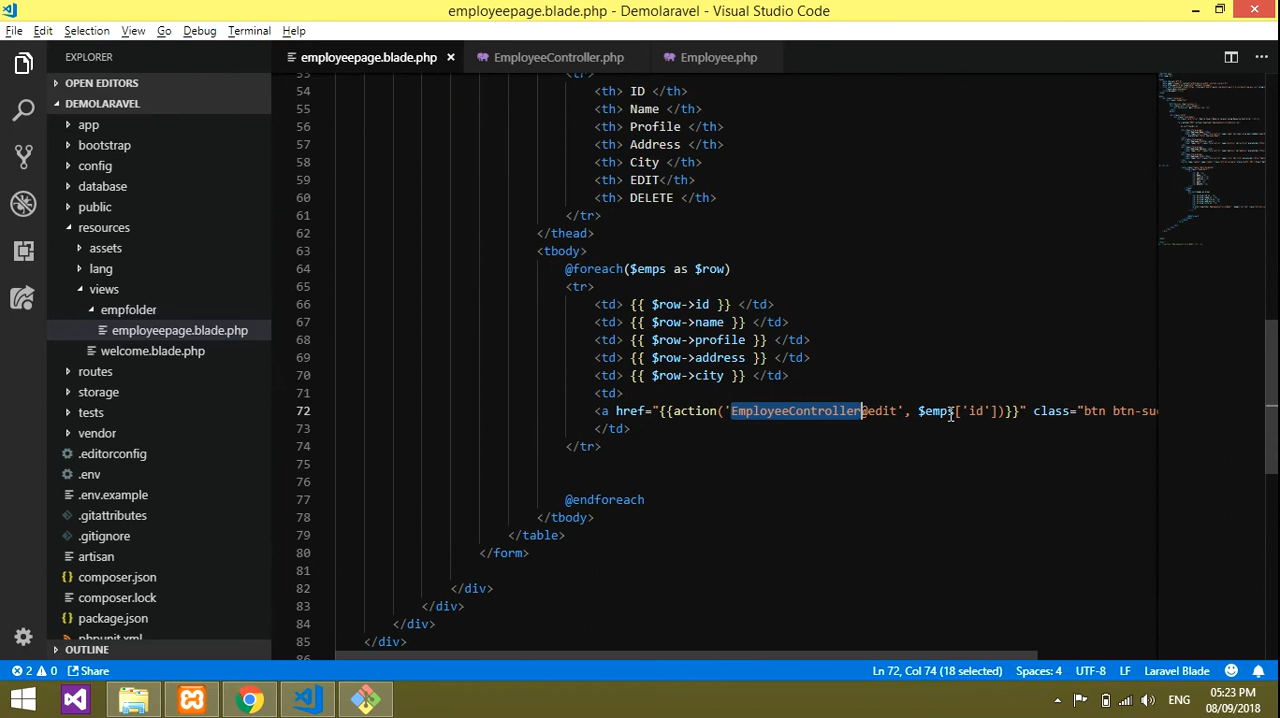 employeepage.blade.php - Demolaravel - Visual Studio Code
File Edit Selection View Go Debug Terminal Help
EXPLORER
employeepage.blade.php
EmployeeController.php
Employee.php
OPEN EDITORS
DEMOLARAVEL
app
bootstrap
config
database
public
resources
assets
lang
views
empfolder
employeepage.blade.php
welcome.blade.php
routes
storage
tests
vendor
.editorconfig
.env
.env.example
.gitattributes
.gitignore
artisan
composer.json
composer.lock
package.json
phpunit.xml
OUTLINE
53 <tr>
54 <th> ID </th>
55 <th> Name </th>
56 <th> Profile </th>
57 <th> Address </th>
58 <th> City </th>
59 <th> EDIT</th>
60 <th> DELETE </th>
61 </tr>
62 </thead>
63 <tbody>
64 @foreach($emps as $row)
65 <tr>
66 <td> {{ $row->id }} </td>
67 <td> {{ $row->name }} </td>
68 <td> {{ $row->profile }} </td>
69 <td> {{ $row->address }} </td>
70 <td> {{ $row->city }} </td>
71 <td>
72 <a href="{{action('EmployeeController@edit', $emps['id'])}}" class="btn btn-suc
73 </td>
74 </tr>
75
76
77 @endforeach
78 </tbody>
79 </table>
80 </form>
81
82 </div>
83 </div>
84 </div>
85 </div>
86
2 0 Share
Ln 72, Col 74 (18 selected) Spaces: 4 UTF-8 LF Laravel Blade
ENG
05:23 PM
08/09/2018